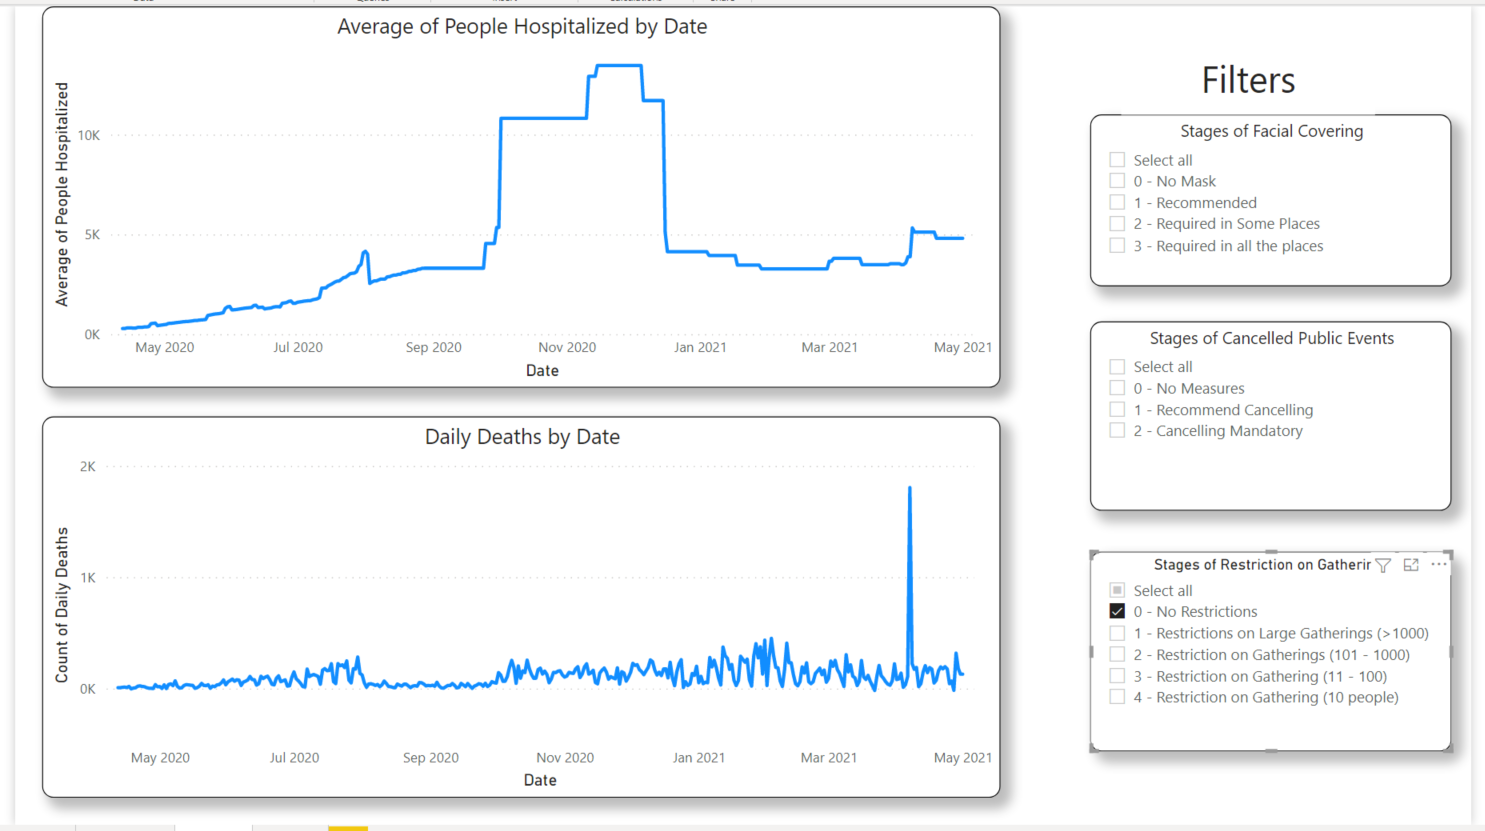 Average of People Hospitalized by Date
Average of People Hospitalized
10K
5K
0K
May 2020
Jul 2020
Sep 2020
Nov 2020
Jan 2021
Mar 2021
May 2021
Date
Daily Deaths by Date
Count of Daily Deaths
2K
1K
0K
May 2020
Jul 2020
Sep 2020
Nov 2020
Jan 2021
Mar 2021
May 2021
Date
Filters
Stages of Facial Covering
Select all
0 - No Mask
1 - Recommended
2 - Required in Some Places
3 - Required in all the places
Stages of Cancelled Public Events
Select all
0 - No Measures
1 - Recommend Cancelling
2 - Cancelling Mandatory
Stages of Restriction on Gatherir
Select all
0 - No Restrictions
1 - Restrictions on Large Gatherings (>1000)
2 - Restriction on Gatherings (101 - 1000)
3 - Restriction on Gathering (11 - 100)
4 - Restriction on Gathering (10 people)